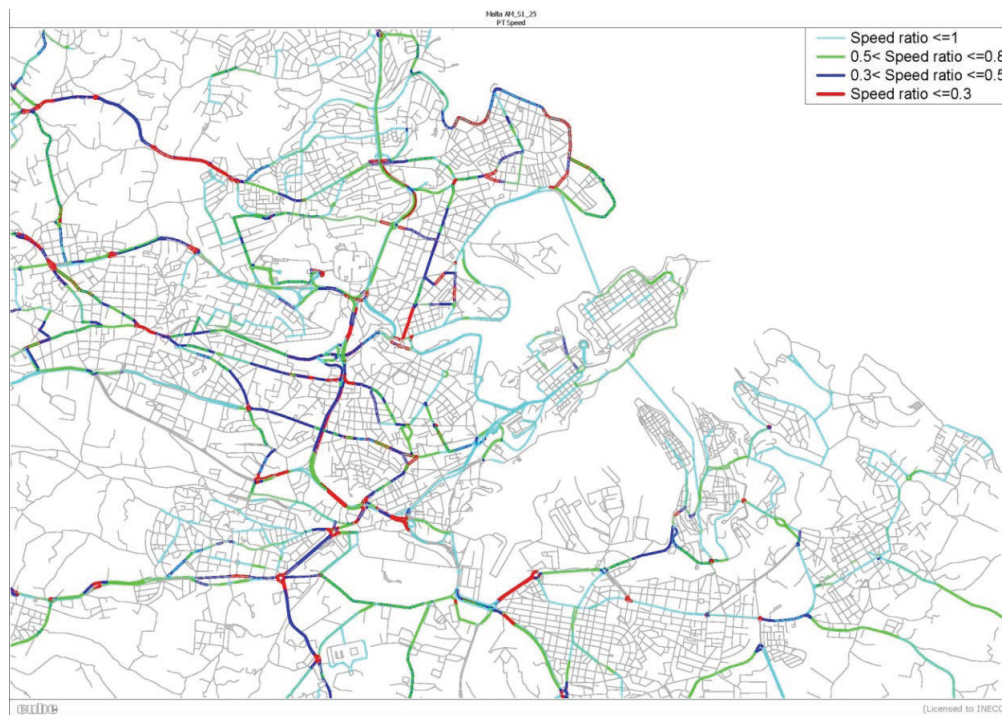 Malta AM_S1_25
PT Speed
Speed ratio <=1
0.5< Speed ratio <=0.8
0.3< Speed ratio <=0.5
Speed ratio <=0.3
cube
(Licensed to INECO